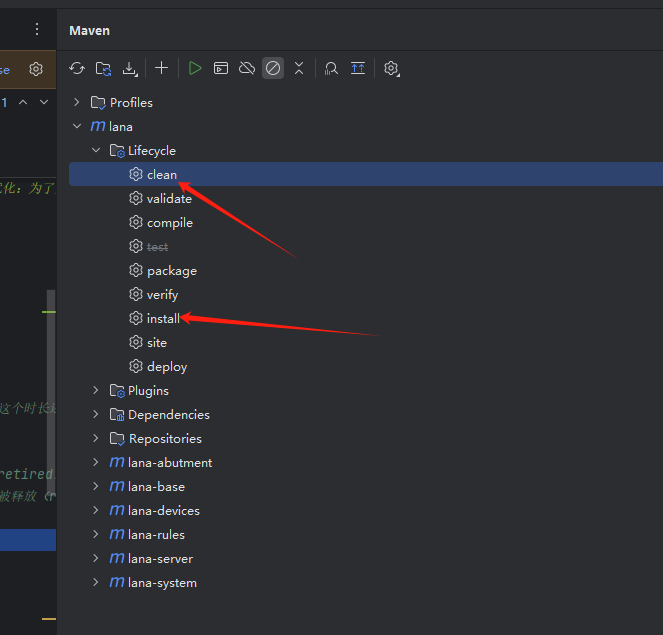 Maven
se
1
Profiles
lana
Lifecycle
clean
化：为了
validate
compile
test
package
verify
install
site
deploy
Plugins
这个时长
Dependencies
Repositories
lana-abutment
retired
lana-base
被释放（r
lana-devices
lana-rules
lana-server
lana-system